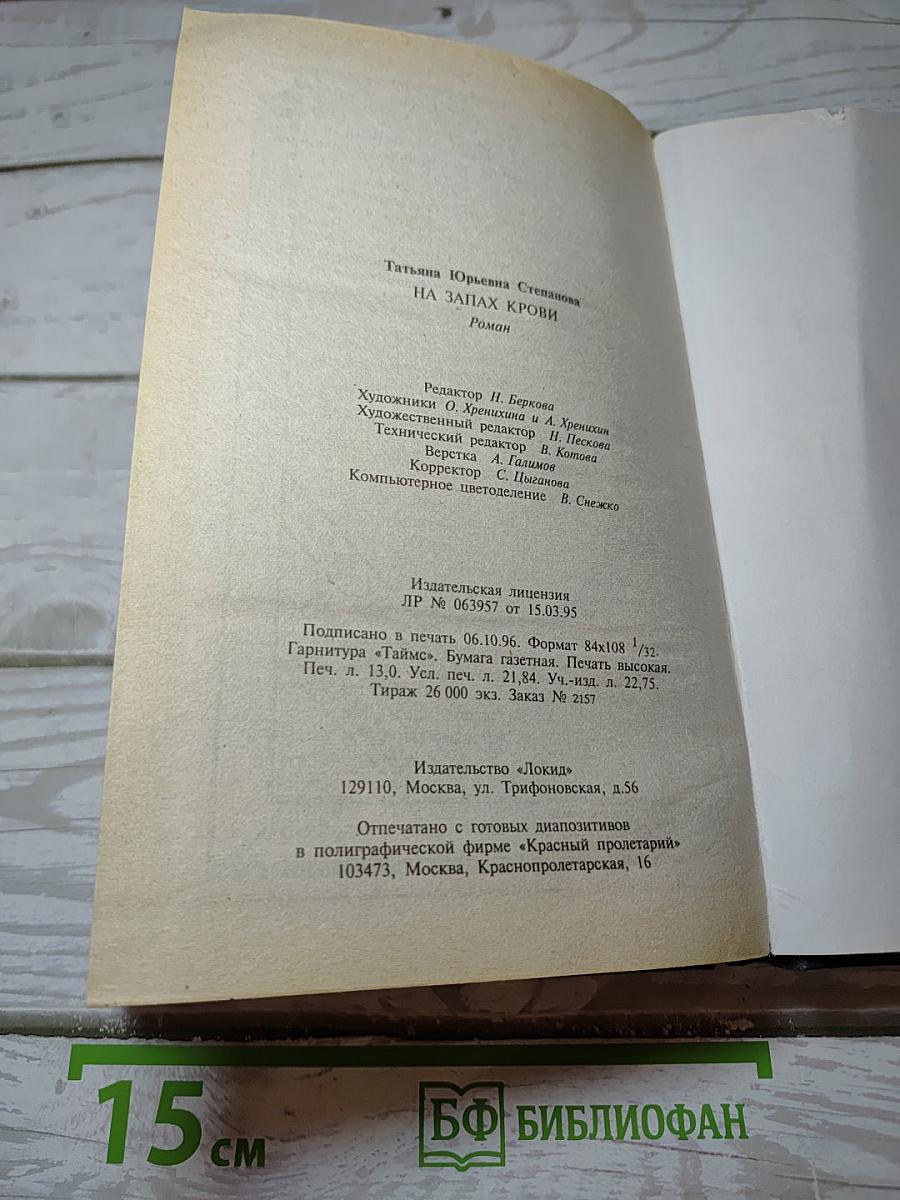 Татьяна Юрьевна Степанова
НА ЗАПАХ КРОВИ
Роман
Редактор Н. Беркова
Художники О. Хренихина и А. Хренихин
Художественный редактор Н. Пескова
Технический редактор В. Котова
Верстка А. Галимов
Корректор С. Цыганова
Компьютерное цветоделение В. Снежко
Издательская лицензия
ЛР № 063957 от 15.03.95
Подписано в печать 06.10.96. Формат 84х108 1/32.
Гарнитура «Таймс». Бумага газетная. Печать высокая.
Печ. л. 13,0. Усл. печ. л. 21,84. Уч.-изд. л. 22,75.
Тираж 26 000 экз. Заказ № 2157
Издательство «Локид»
129110, Москва, ул. Трифоновская, д.56
Отпечатано с готовых диапозитивов
в полиграфической фирме «Красный пролетарий»
103473, Москва, Краснопролетарская, 16
15 см
БФ БИБЛИОФАН